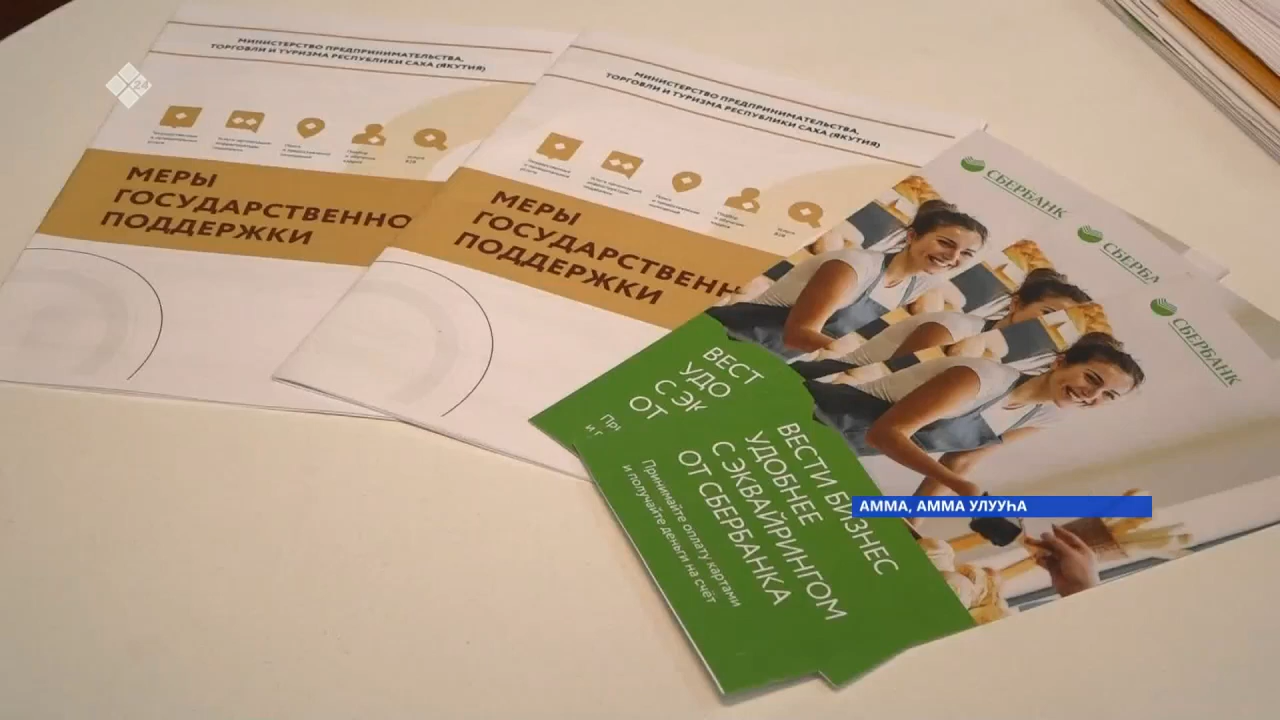 24
МИНИСТЕРСТВО ПРЕДПРИНИМАТЕЛЬСТВА,
ТОРГОВЛИ И ТУРИЗМА РЕСПУБЛИКИ САХА (ЯКУТИЯ)
МЕРЫ
ГОСУДАРСТВЕННО
ПОДДЕРЖКИ
МИНИСТЕРСТВО ПРЕДПРИНИМАТЕЛЬСТВА,
ТОРГОВЛИ И ТУРИЗМА РЕСПУБЛИКИ САХА (ЯКУТИЯ)
МЕРЫ
ГОСУДАРСТВЕНН
ПОДДЕРЖКИ
СБЕРБАНК
СБЕРБА
СБЕРБАНК
ВЕСТ
УДО
С ЭК
ОТ
ВЕСТИ БИЗНЕС
УДОБНЕЕ
С ЭКВАЙРИНГОМ
ОТ СБЕРБАНКА
Принимайте оплату картами
и получайте деньги на счёт
АММА, АММА УЛУУҺА